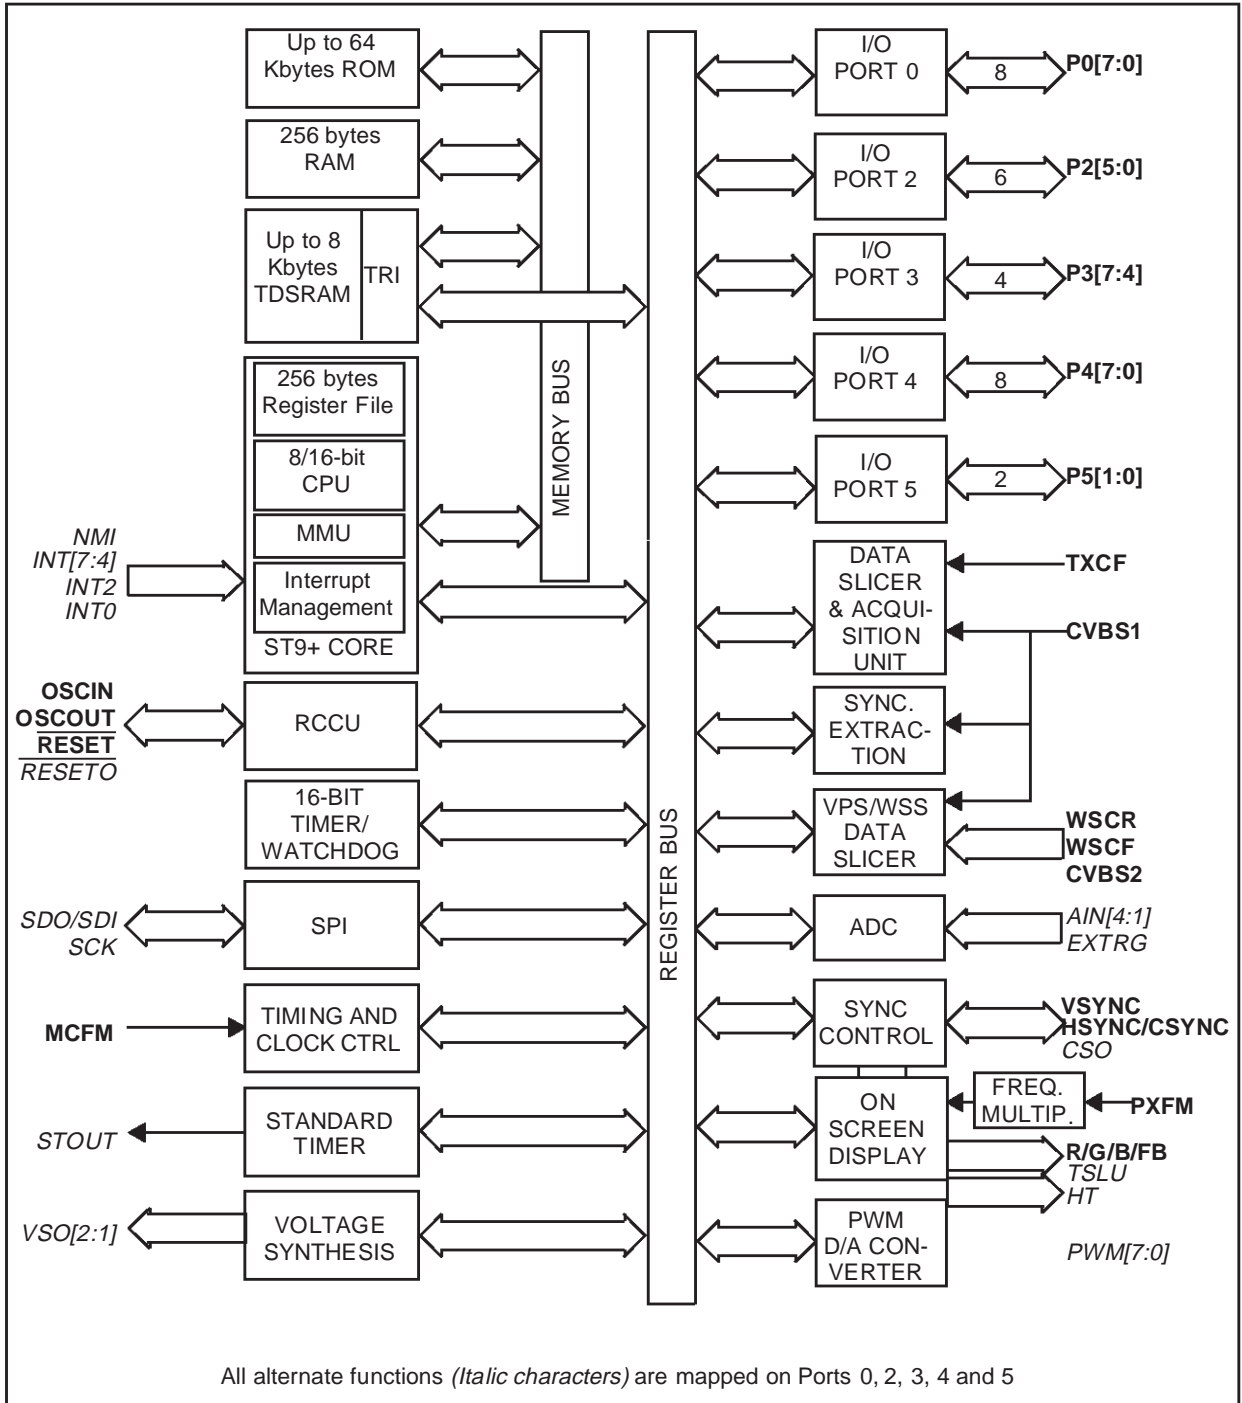 Up to 64
Kbytes ROM
256 bytes
RAM
Up to 8
Kbytes
TDSRAM
TRI
256 bytes
Register File
8/16-bit
CPU
MMU
Interrupt
Management
ST9+ CORE
NMI
INT[7:4]
INT2
INT0
OSCIN
OSCOUT
RESET
RESETO
RCCU
16-BIT
TIMER/
WATCHDOG
SDO/SDI
SCK
SPI
MCFM
TIMING AND
CLOCK CTRL
STOUT
STANDARD
TIMER
VSO[2:1]
VOLTAGE
SYNTHESIS
MEMORY BUS
REGISTER BUS
I/O
PORT 0
8
P0[7:0]
I/O
PORT 2
6
P2[5:0]
I/O
PORT 3
4
P3[7:4]
I/O
PORT 4
8
P4[7:0]
I/O
PORT 5
2
P5[1:0]
DATA
SLICER
& ACQUI-
SITION
UNIT
TXCF
CVBS1
SYNC.
EXTRAC-
TION
VPS/WSS
DATA
SLICER
WSCR
WSCF
CVBS2
ADC
AIN[4:1]
EXTRG
SYNC
CONTROL
VSYNC
HSYNC/CSYNC
CSO
ON
SCREEN
DISPLAY
FREQ.
MULTIP.
PXFM
R/G/B/FB
TSLU
HT
PWM
D/A CON-
VERTER
PWM[7:0]
All alternate functions (Italic characters) are mapped on Ports 0, 2, 3, 4 and 5